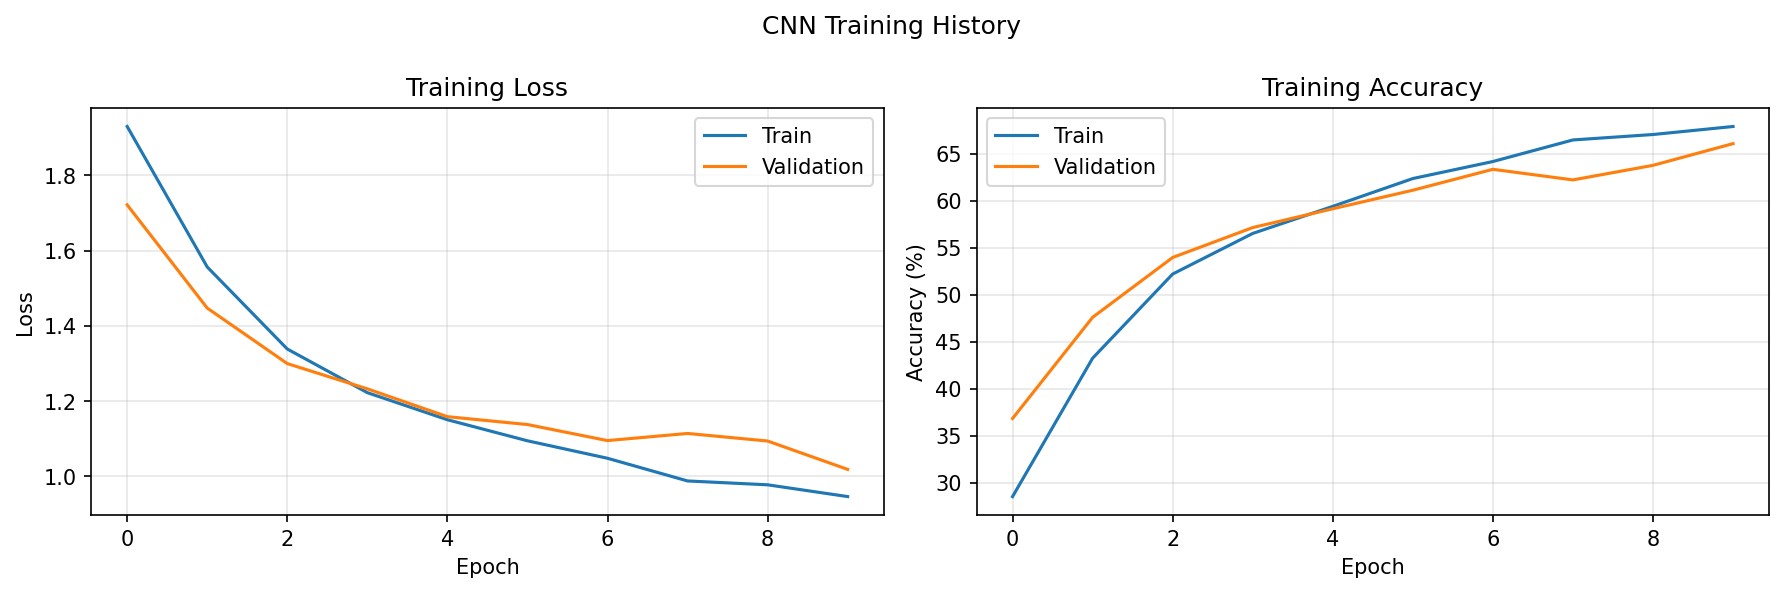 CNN Training History
Training Loss
Train
Validation
1.8
1.6
1.4
1.2
1.0
Loss
0 2 4 6 8
Epoch
Training Accuracy
Train
Validation
65
60
55
50
45
40
35
30
Accuracy (%)
0 2 4 6 8
Epoch